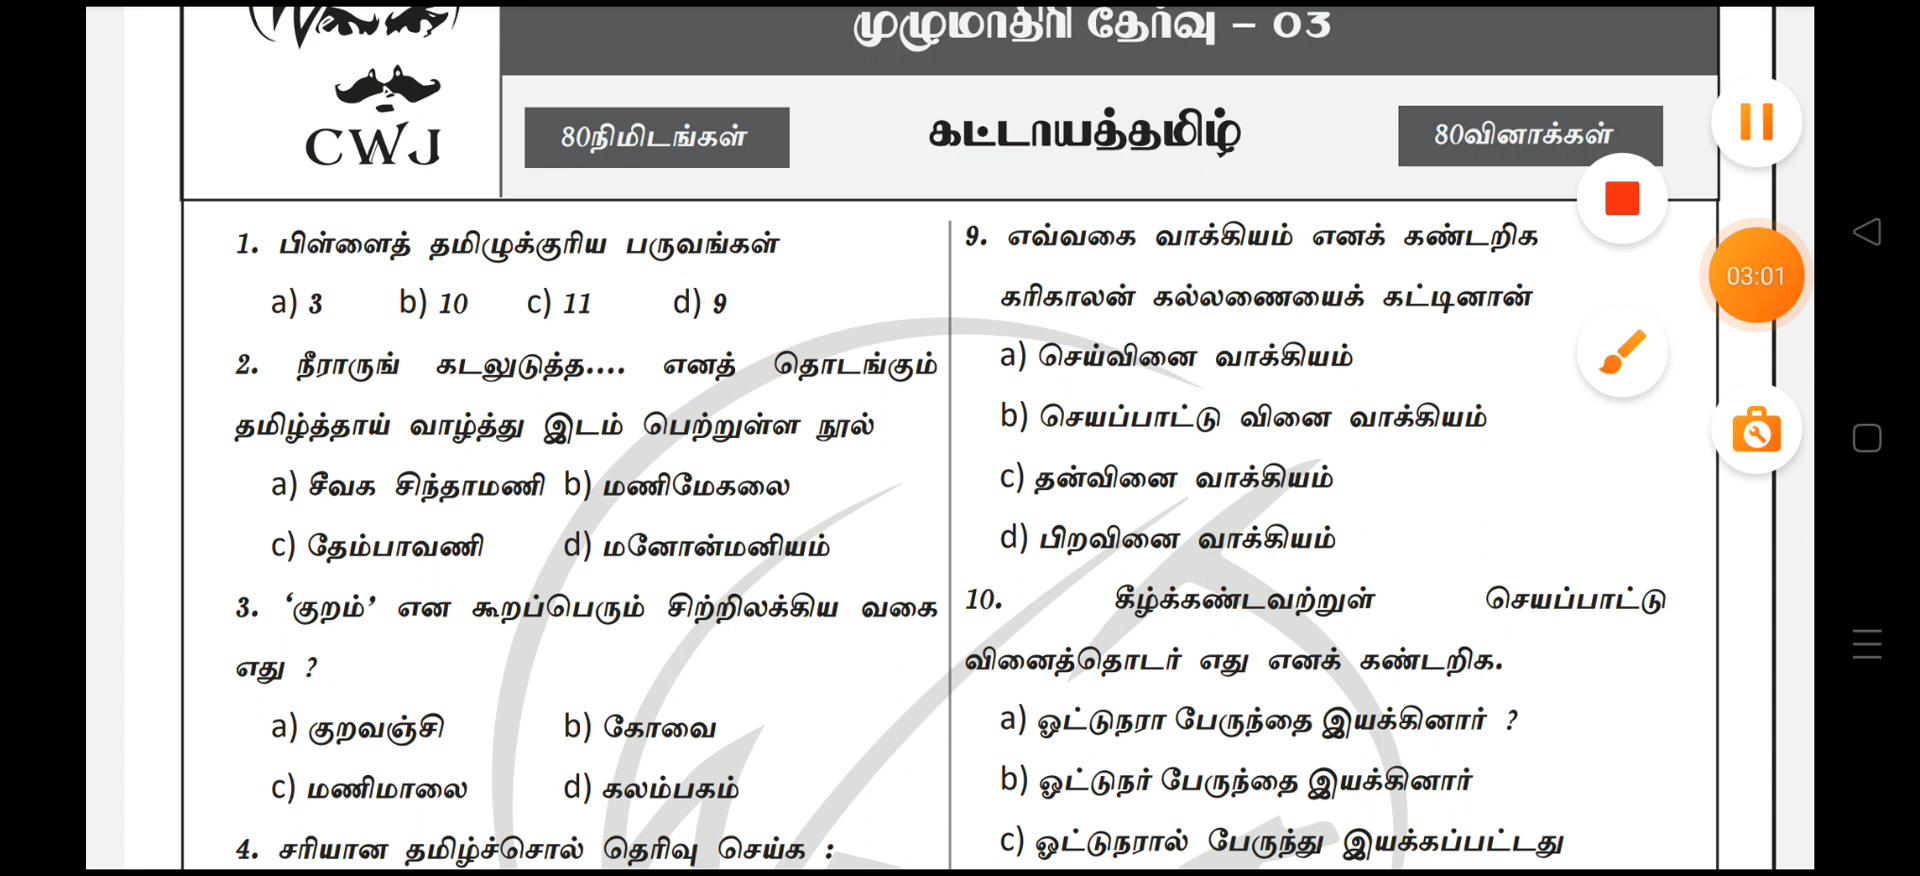 முழுமாதிரி தேர்வு – 03
CWJ
80நிமிடங்கள்
கட்டாயத்தமிழ்
80வினாக்கள்
1. பிள்ளைத் தமிழுக்குரிய பருவங்கள்
a) 3 b) 10 c) 11 d) 9
2. நீராருங் கடலுடுத்த.... எனத் தொடங்கும்
தமிழ்த்தாய் வாழ்த்து இடம் பெற்றுள்ள நூல்
a) சீவக சிந்தாமணி b) மணிமேகலை
c) தேம்பாவணி d) மனோன்மனியம்
3. ‘குறம்’ என கூறப்பெரும் சிற்றிலக்கிய வகை
எது ?
a) குறவஞ்சி b) கோவை
c) மணிமாலை d) கலம்பகம்
4. சரியான தமிழ்ச்சொல் தெரிவு செய்க :
9. எவ்வகை வாக்கியம் எனக் கண்டறிக
கரிகாலன் கல்லணையைக் கட்டினான்
a) செய்வினை வாக்கியம்
b) செயப்பாட்டு வினை வாக்கியம்
c) தன்வினை வாக்கியம்
d) பிறவினை வாக்கியம்
10. கீழ்க்கண்டவற்றுள் செயப்பாட்டு
வினைத்தொடர் எது எனக் கண்டறிக.
a) ஓட்டுநரா பேருந்தை இயக்கினார் ?
b) ஓட்டுநர் பேருந்தை இயக்கினார்
c) ஓட்டுநரால் பேருந்து இயக்கப்பட்டது
03:01